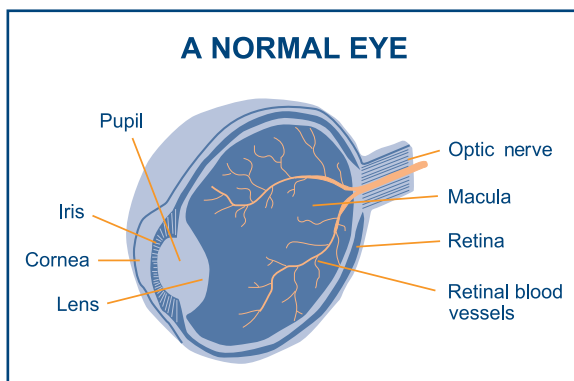 A NORMAL EYE
Pupil
Iris
Cornea
Lens
Optic nerve
Macula
Retina
Retinal blood
vessels